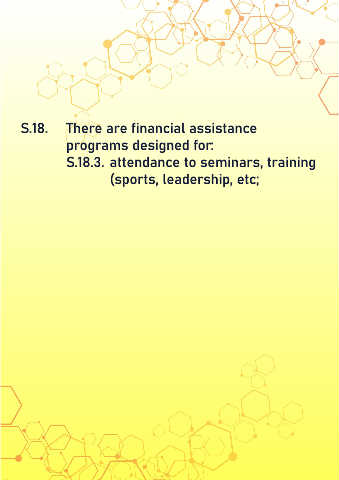 S.18. There are financial assistance
programs designed for:
S.18.3. attendance to seminars, training
(sports, leadership, etc;